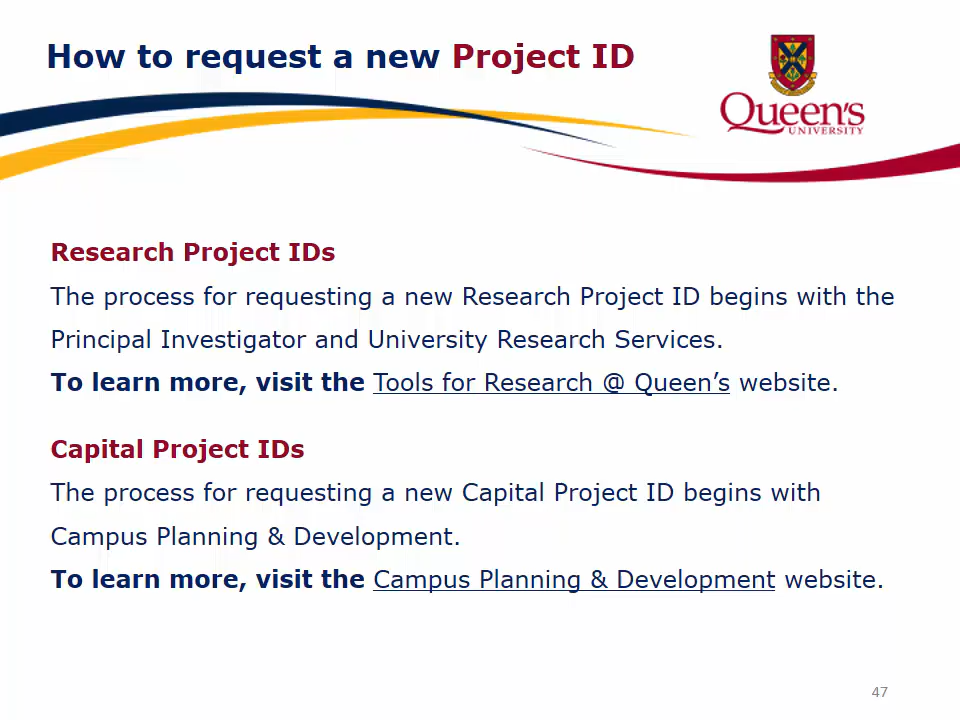 How to request a new Project ID
Queen's
UNIVERSITY
Research Project IDs
The process for requesting a new Research Project ID begins with the
Principal Investigator and University Research Services.
To learn more, visit the Tools for Research @ Queen’s website.
Capital Project IDs
The process for requesting a new Capital Project ID begins with
Campus Planning & Development.
To learn more, visit the Campus Planning & Development website.
47